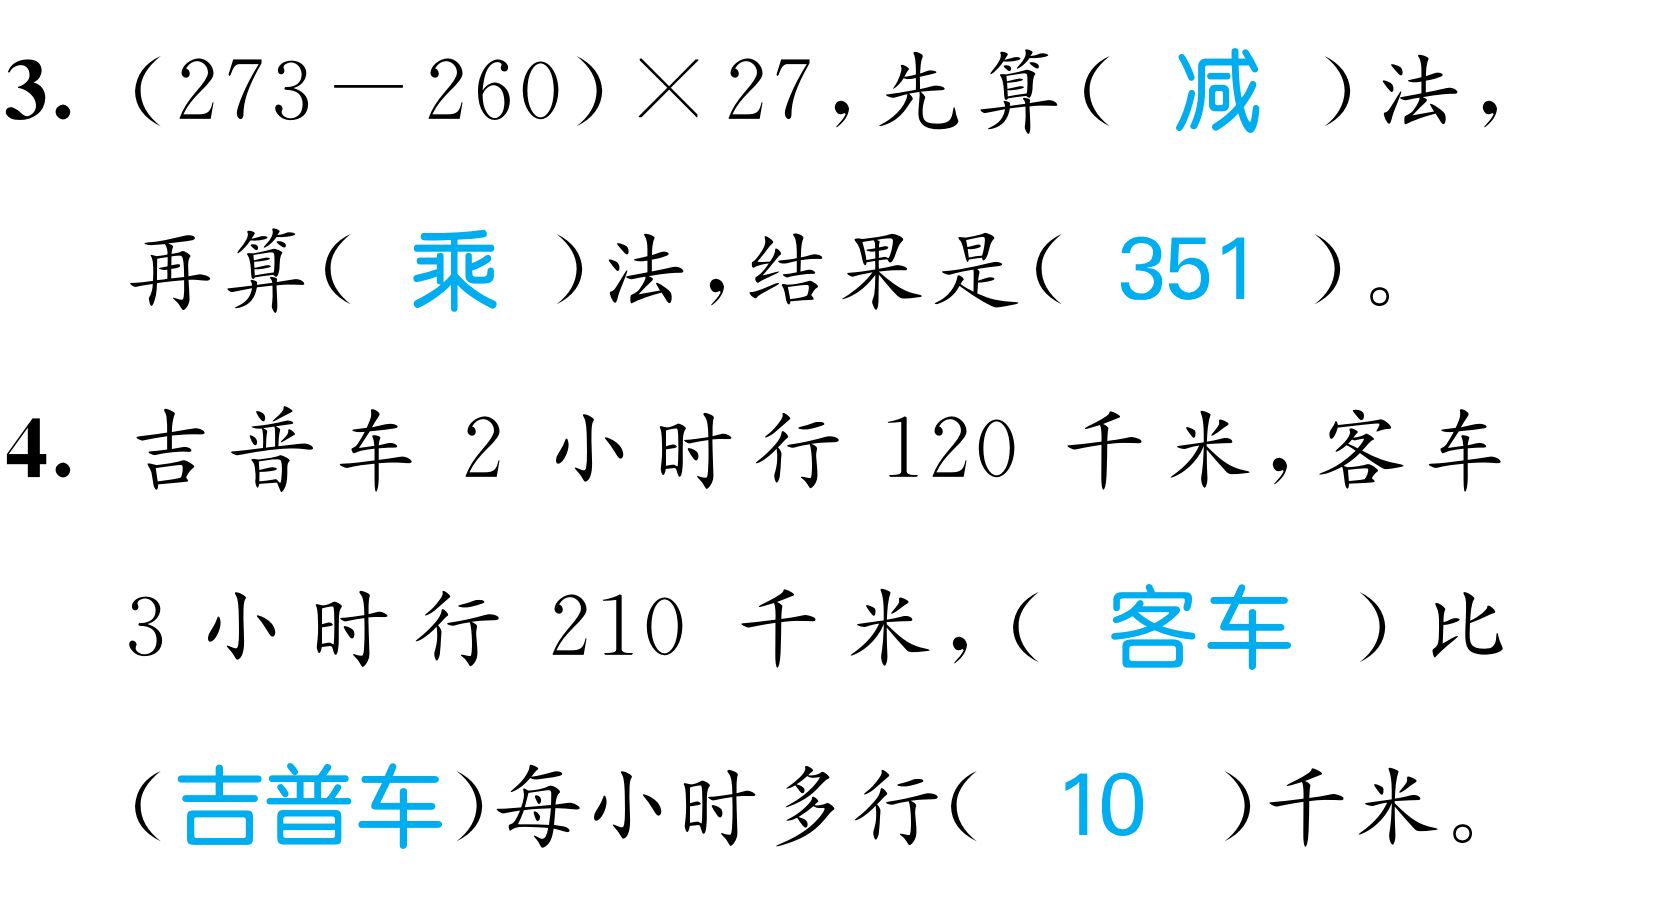 3. (273－260)×27,先算( 减 )法,
再算( 乘 )法,结果是( 351 )。
4. 吉普车 2 小时行 120 千米,客车
3 小时行 210 千米,( 客车 )比
(吉普车)每小时多行( 10 )千米。